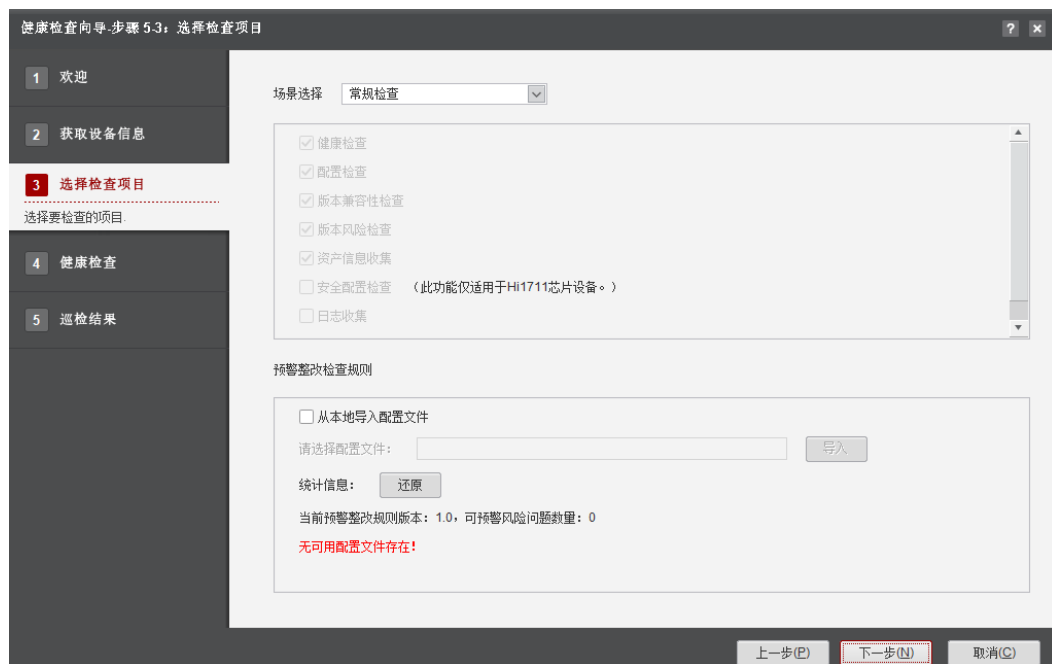 健康检查向导-步骤 5-3：选择检查项目
1 欢迎
2 获取设备信息
3 选择检查项目
选择要检查的项目.
4 健康检查
5 巡检结果
场景选择 常规检查
健康检查
配置检查
版本兼容性检查
版本风险检查
资产信息收集
安全配置检查 （此功能仅适用于Hi1711芯片设备。）
日志收集
预警整改检查规则
从本地导入配置文件
请选择配置文件： 导入
统计信息： 还原
当前预警整改规则版本：1.0，可预警风险问题数量：0
无可用配置文件存在!
上一步(P) 下一步(N) 取消(C)